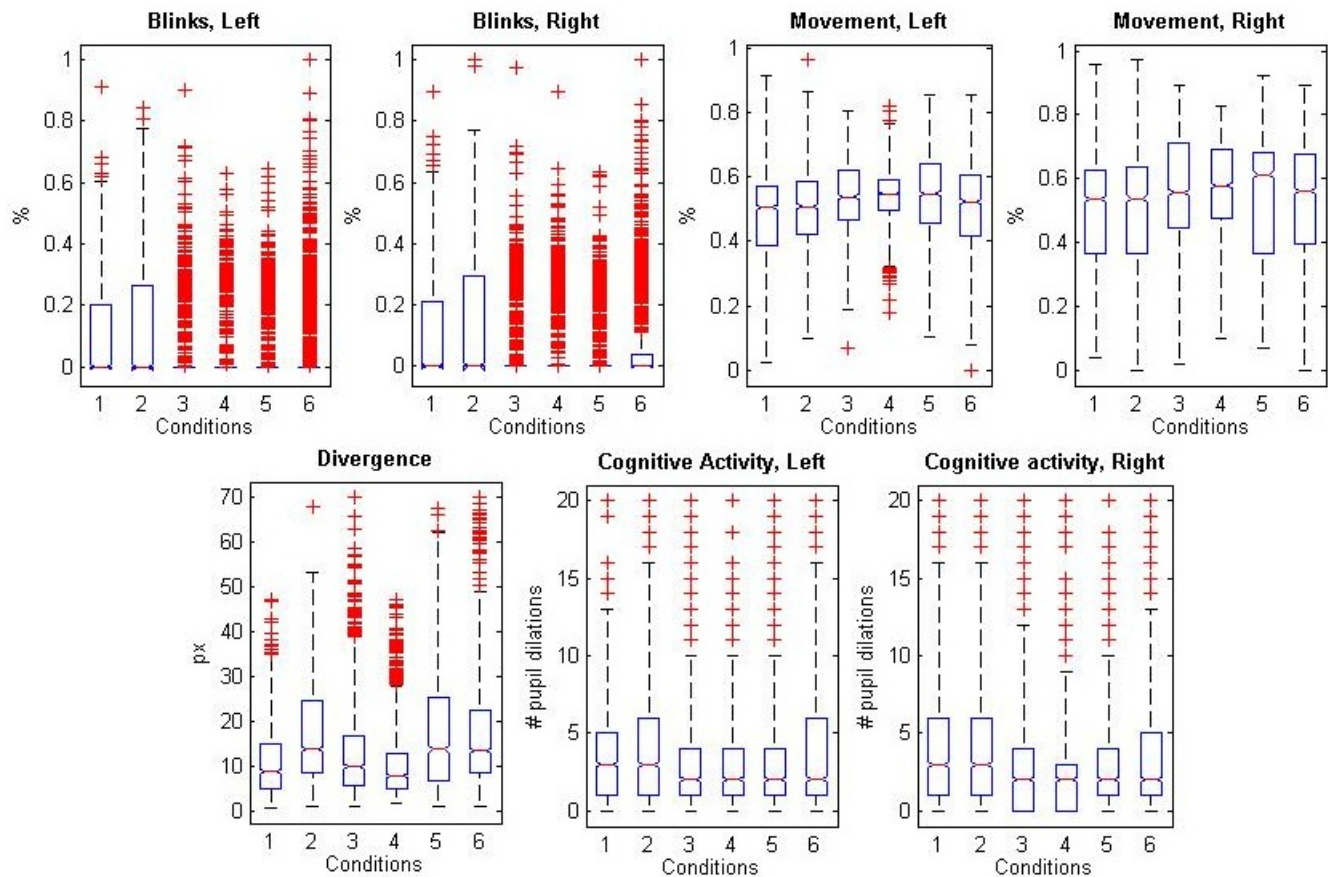 Blinks, Left
1
0.8
0.6
0.4
0.2
0
%
1 2 3 4 5 6
Conditions
Blinks, Right
1
0.8
0.6
0.4
0.2
0
%
1 2 3 4 5 6
Conditions
Movement, Left
1
0.8
0.6
0.4
0.2
0
%
1 2 3 4 5 6
Conditions
Movement, Right
1
0.8
0.6
0.4
0.2
0
%
1 2 3 4 5 6
Conditions
Divergence
70
60
50
40
30
20
10
0
px
1 2 3 4 5 6
Conditions
Cognitive Activity, Left
20
15
10
5
0
# pupil dilations
1 2 3 4 5 6
Conditions
Cognitive activity, Right
20
15
10
5
0
# pupil dilations
1 2 3 4 5 6
Conditions